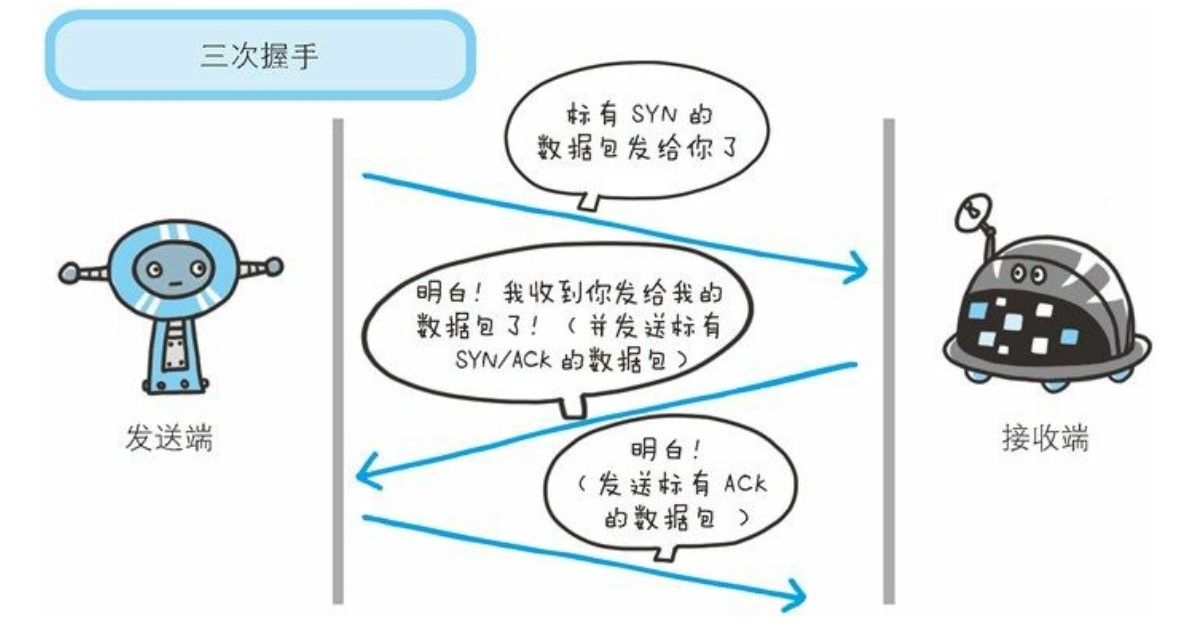 三次握手
标有 SYN 的
数据包发给你了
明白！我收到你发给我的
数据包了！（并发送标有
SYN/ACK 的数据包）
发送端
接收端
明白！
（发送标有 ACK
的数据包 ）